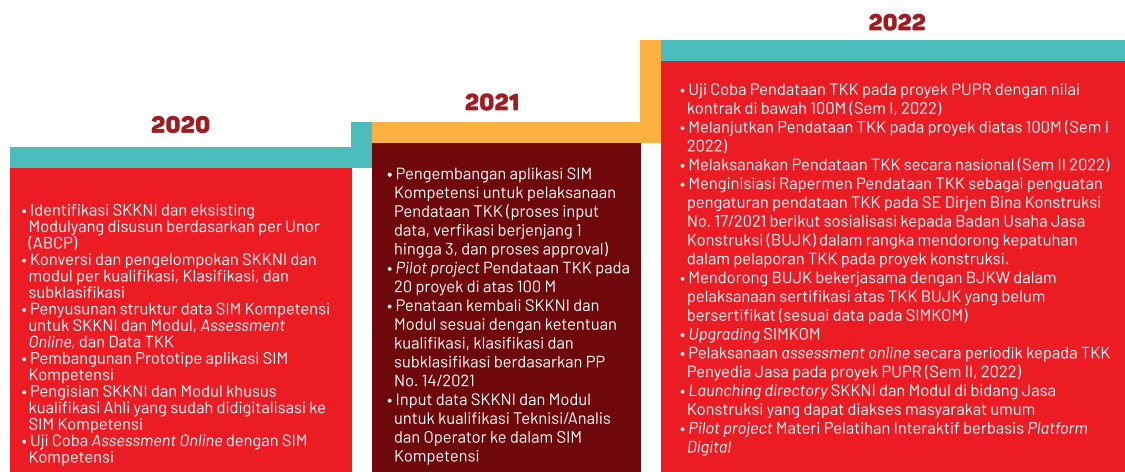 2020
• Identifikasi SKKNI dan eksisting
Modulyang disusun berdasarkan per Unor
(ABCP)
• Konversi dan pengelompokan SKKNI dan
modul per kualifikasi, Klasifikasi, dan
subklasifikasi
• Penyusunan struktur data SIM Kompetensi
untuk SKKNI dan Modul, Assessment
Online, dan Data TKK
• Pembangunan Prototipe aplikasi SIM
Kompetensi
• Pengisian SKKNI dan Modul khusus
kualifikasi Ahli yang sudah didigitalisasi ke
SIM Kompetensi
• Uji Coba Assessment Online dengan SIM
Kompetensi
2021
• Pengembangan aplikasi SIM
Kompetensi untuk pelaksanaan
Pendataan TKK (proses input
data, verfikasi berjenjang 1
hingga 3, dan proses approval)
• Pilot project Pendataan TKK pada
20 proyek di atas 100 M
• Penataan kembali SKKNI dan
Modul sesuai dengan ketentuan
kualifikasi, klasifikasi dan
subklasifikasi berdasarkan PP
No. 14/2021
• Input data SKKNI dan Modul
untuk kualifikasi Teknisi/Analis
dan Operator ke dalam SIM
Kompetensi
2022
• Uji Coba Pendataan TKK pada proyek PUPR dengan nilai
kontrak di bawah 100M (Sem I, 2022)
• Melanjutkan Pendataan TKK pada proyek diatas 100M (Sem I
2022)
• Melaksanakan Pendataan TKK secara nasional (Sem II 2022)
• Menginisiasi Rapermen Pendataan TKK sebagai penguatan
pengaturan pendataan TKK pada SE Dirjen Bina Konstruksi
No. 17/2021 berikut sosialisasi kepada Badan Usaha Jasa
Konstruksi (BUJK) dalam rangka mendorong kepatuhan
dalam pelaporan TKK pada proyek konstruksi.
• Mendorong BUJK bekerjasama dengan BJKW dalam
pelaksanaan sertifikasi atas TKK BUJK yang belum
bersertifikat (sesuai data pada SIMKOM)
• Upgrading SIMKOM
• Pelaksanaan assessment online secara periodik kepada TKK
Penyedia Jasa pada proyek PUPR (Sem II, 2022)
• Launching directory SKKNI dan Modul di bidang Jasa
Konstruksi yang dapat diakses masyarakat umum
• Pilot project Materi Pelatihan Interaktif berbasis Platform
Digital